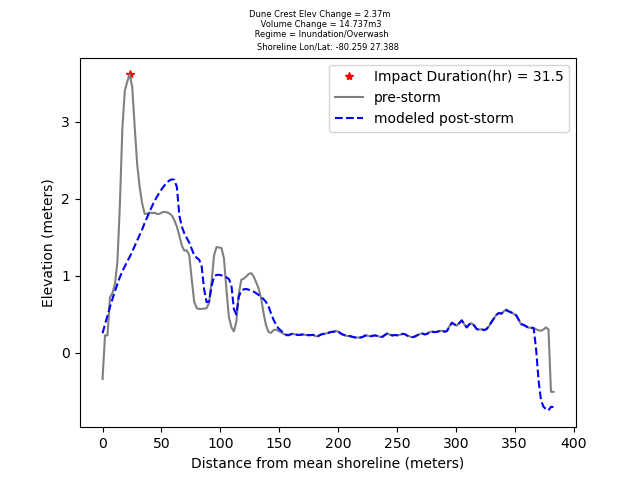 Dune Crest Elev Change = 2.37m
Volume Change = 14.737m3
Regime = Inundation/Overwash
Shoreline Lon/Lat: -80.259 27.388
Impact Duration(hr) = 31.5
pre-storm
modeled post-storm
Elevation (meters)
3
2
1
0
0 50 100 150 200 250 300 350 400
Distance from mean shoreline (meters)